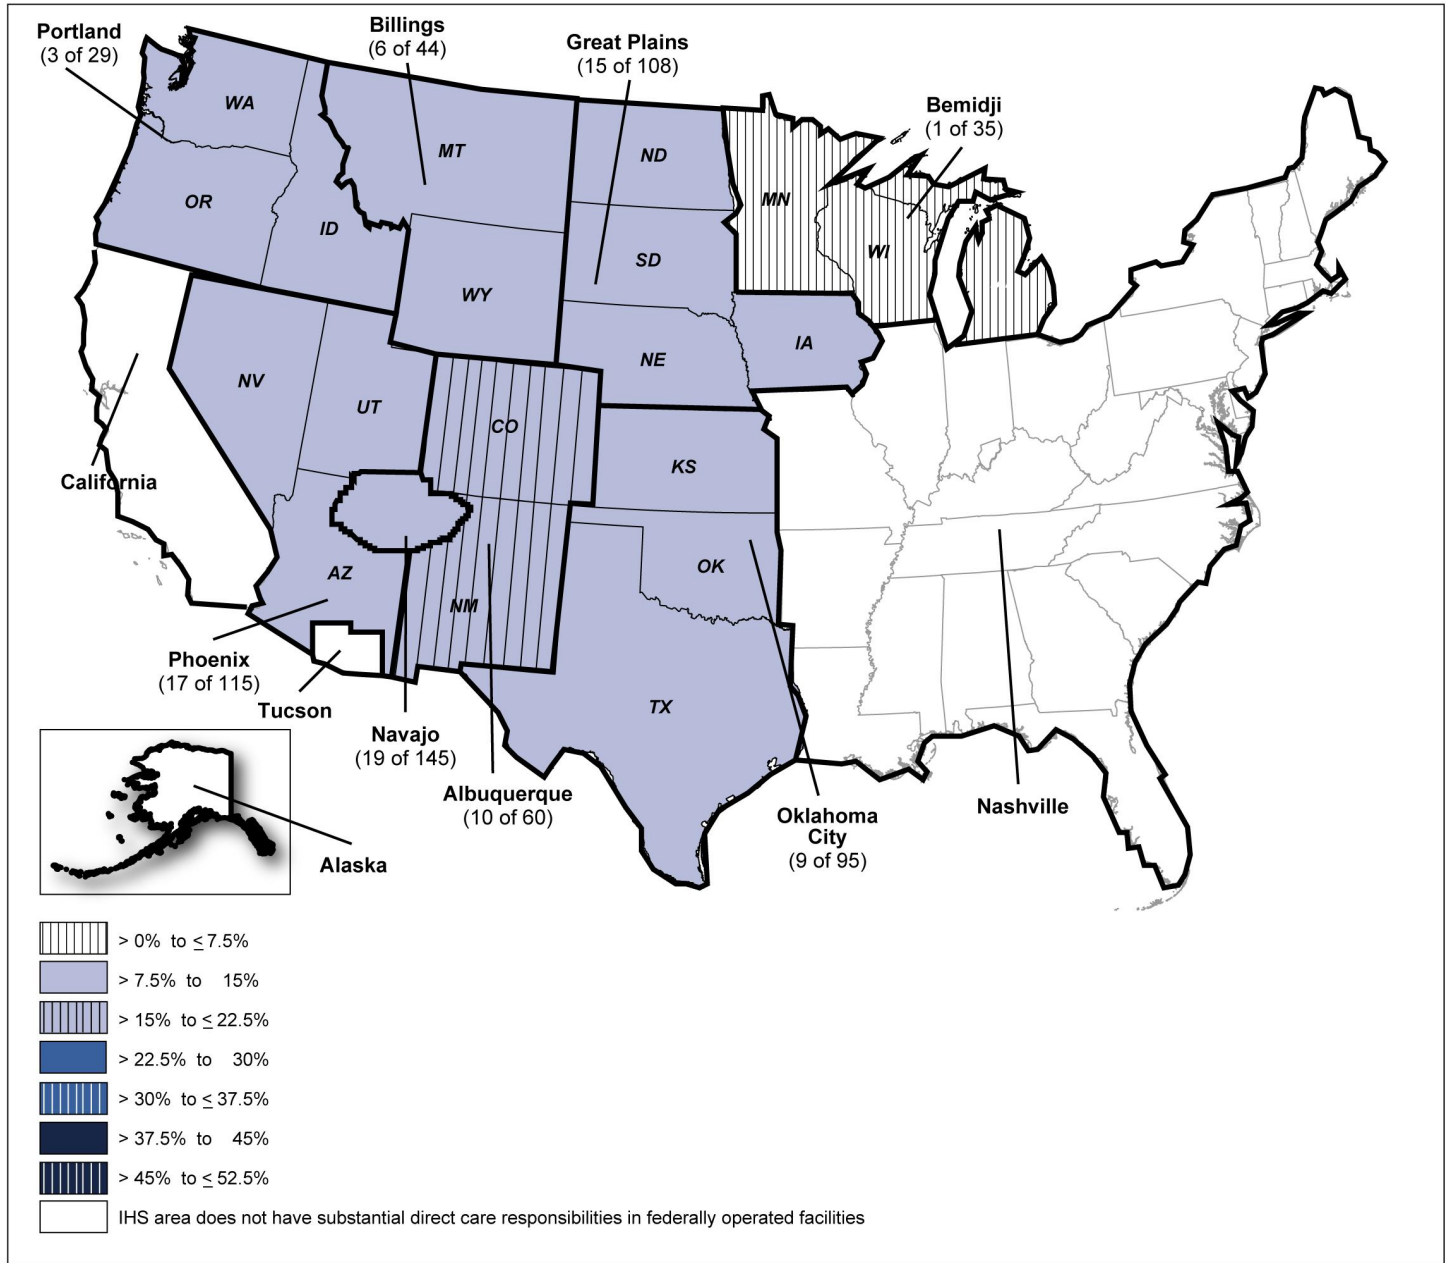 Portland
(3 of 29)
Billings
(6 of 44)
Great Plains
(15 of 108)
Bemidji
(1 of 35)
WA
MT
ND
MN
OR
ID
SD
WI
WY
NE
IA
NV
UT
CO
KS
California
AZ
NM
OK
TX
Phoenix
(17 of 115)
Tucson
Navajo
(19 of 145)
Albuquerque
(10 of 60)
Oklahoma
City
(9 of 95)
Nashville
Alaska
> 0% to ≤ 7.5%
> 7.5% to 15%
> 15% to ≤ 22.5%
> 22.5% to 30%
> 30% to ≤ 37.5%
> 37.5% to 45%
> 45% to ≤ 52.5%
IHS area does not have substantial direct care responsibilities in federally operated facilities